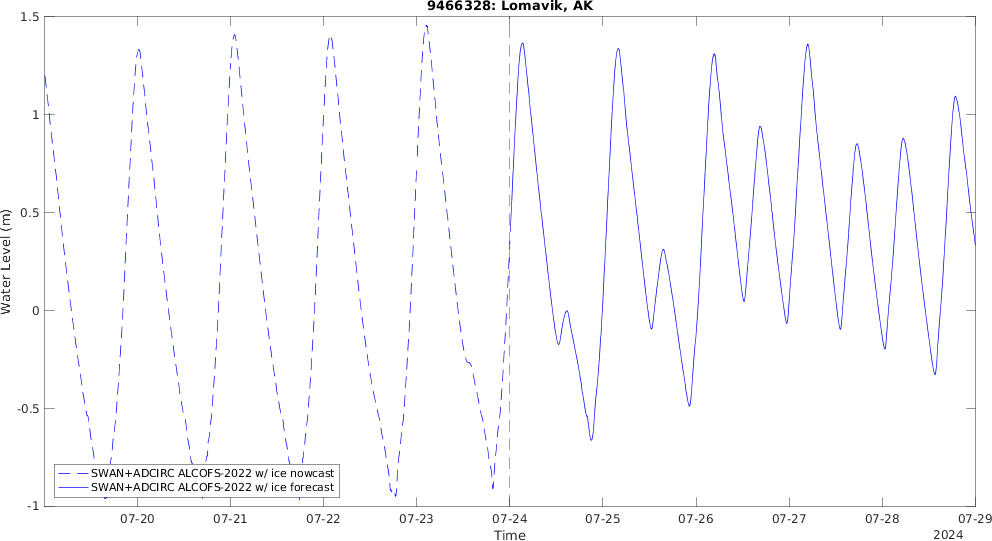 9466328: Lomavik, AK
Water Level (m)
1.5
1
0.5
0
-0.5
-1
SWAN+ADCIRC ALCOFS-2022 w/ ice nowcast
SWAN+ADCIRC ALCOFS-2022 w/ ice forecast
07-20 07-21 07-22 07-23 07-24 07-25 07-26 07-27 07-28 07-29
Time
2024